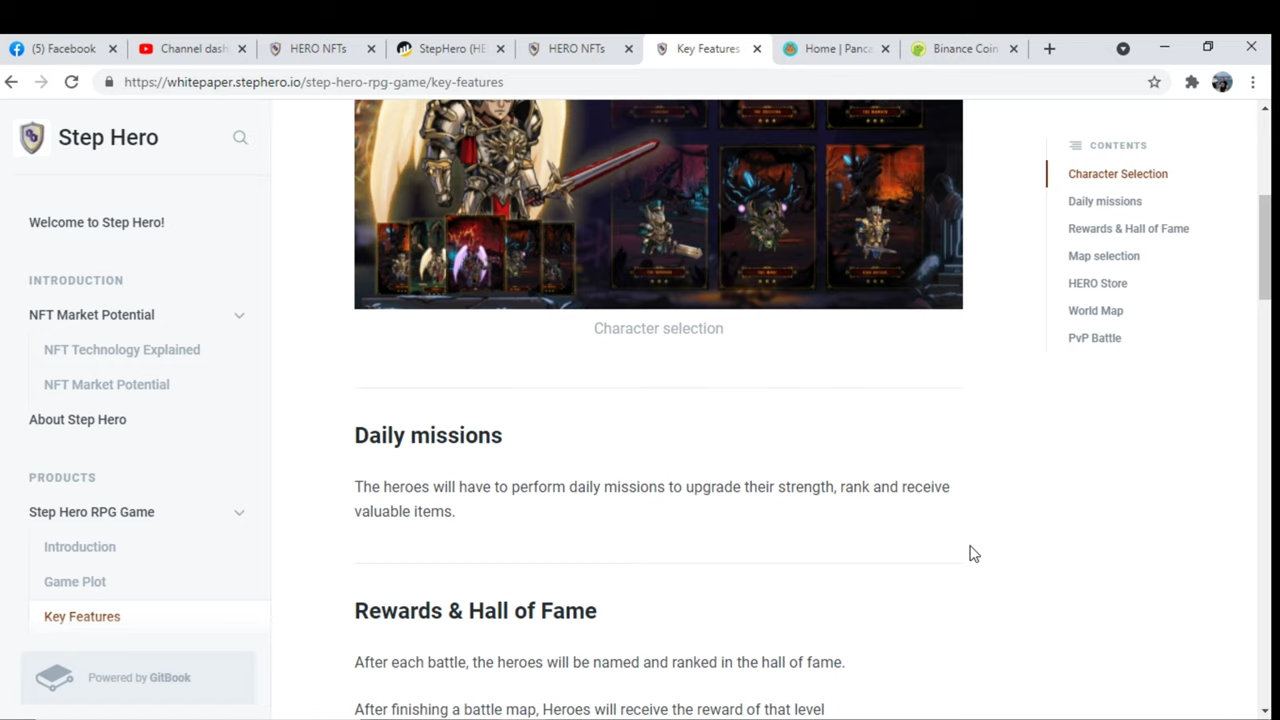 (5) Facebook
Channel dash
HERO NFTs
StepHero (HE
HERO NFTs
Key Features
Home | Panca
Binance Coin
https://whitepaper.stephero.io/step-hero-rpg-game/key-features
Step Hero
Welcome to Step Hero!
INTRODUCTION
NFT Market Potential
NFT Technology Explained
NFT Market Potential
About Step Hero
PRODUCTS
Step Hero RPG Game
Introduction
Game Plot
Key Features
Powered by GitBook
Character selection
Daily missions
The heroes will have to perform daily missions to upgrade their strength, rank and receive
valuable items.
Rewards & Hall of Fame
After each battle, the heroes will be named and ranked in the hall of fame.
After finishing a battle map, Heroes will receive the reward of that level
CONTENTS
Character Selection
Daily missions
Rewards & Hall of Fame
Map selection
HERO Store
World Map
PvP Battle